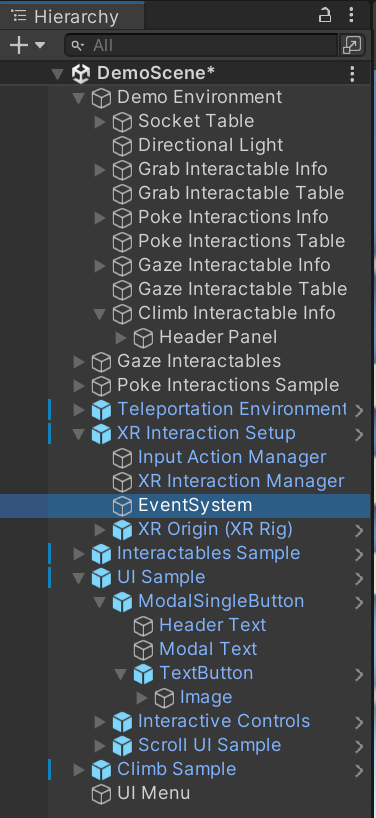 Hierarchy
All
DemoScene*
Demo Environment
Socket Table
Directional Light
Grab Interactable Info
Grab Interactable Table
Poke Interactions Info
Poke Interactions Table
Gaze Interactable Info
Gaze Interactable Table
Climb Interactable Info
Header Panel
Gaze Interactables
Poke Interactions Sample
Teleportation Environment
XR Interaction Setup
Input Action Manager
XR Interaction Manager
EventSystem
XR Origin (XR Rig)
Interactables Sample
UI Sample
ModalSingleButton
Header Text
Modal Text
TextButton
Image
Interactive Controls
Scroll UI Sample
Climb Sample
UI Menu